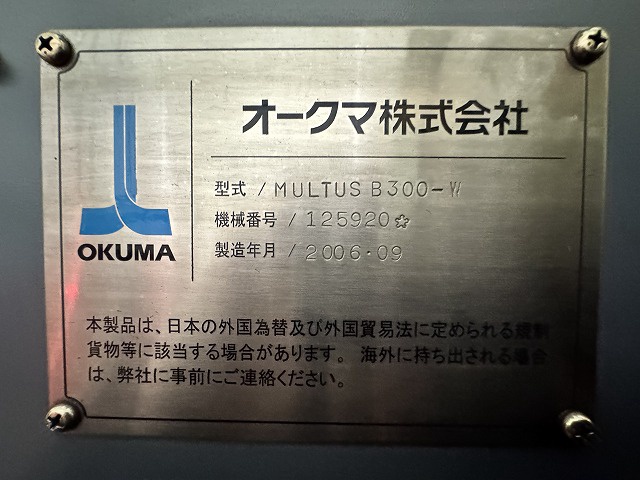 オークマ株式会社
OKUMA
型式 / MULTUS B300-W
機械番号 / 125920☆
製造年月 / 2006・09
本製品は、日本の外国為替及び外国貿易法に定められる規制
貨物等に該当する場合があります。 海外に持ち出される場合
は、弊社に事前にご連絡ください。